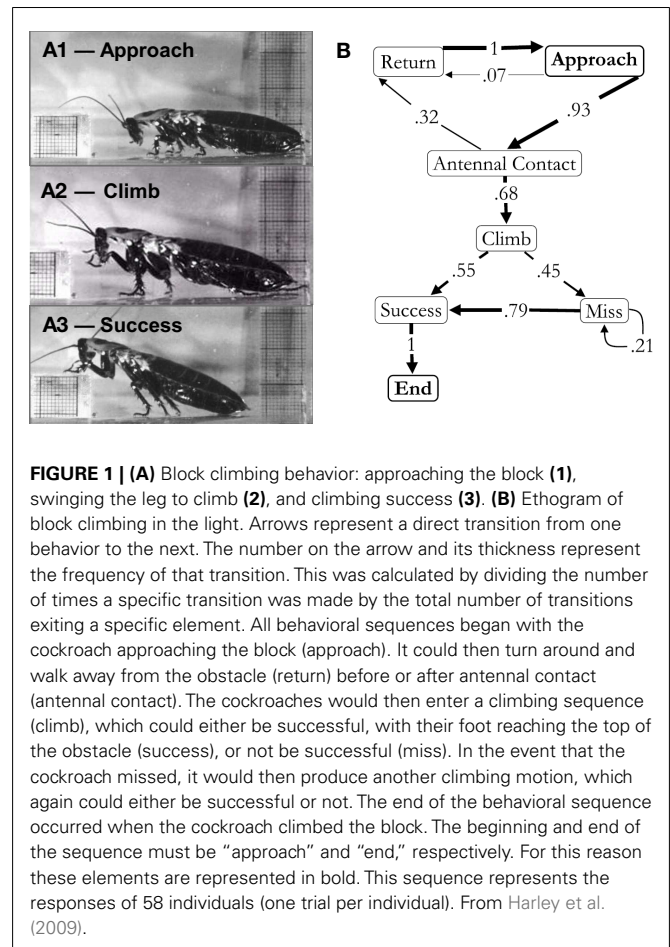 A1 — Approach
A2 — Climb
A3 — Success
B
Return
1
Approach
.07
.32
.93
Antennal Contact
.68
Climb
.55
.45
Success
.79
Miss
.21
1
End
FIGURE 1 | (A) Block climbing behavior: approaching the block (1),
swinging the leg to climb (2), and climbing success (3). (B) Ethogram of
block climbing in the light. Arrows represent a direct transition from one
behavior to the next. The number on the arrow and its thickness represent
the frequency of that transition. This was calculated by dividing the number
of times a specific transition was made by the total number of transitions
exiting a specific element. All behavioral sequences began with the
cockroach approaching the block (approach). It could then turn around and
walk away from the obstacle (return) before or after antennal contact
(antennal contact). The cockroaches would then enter a climbing sequence
(climb), which could either be successful, with their foot reaching the top of
the obstacle (success), or not be successful (miss). In the event that the
cockroach missed, it would then produce another climbing motion, which
again could either be successful or not. The end of the behavioral sequence
occurred when the cockroach climbed the block. The beginning and end of
the sequence must be “approach” and “end,” respectively. For this reason
these elements are represented in bold. This sequence represents the
responses of 58 individuals (one trial per individual). From Harley et al.
(2009).